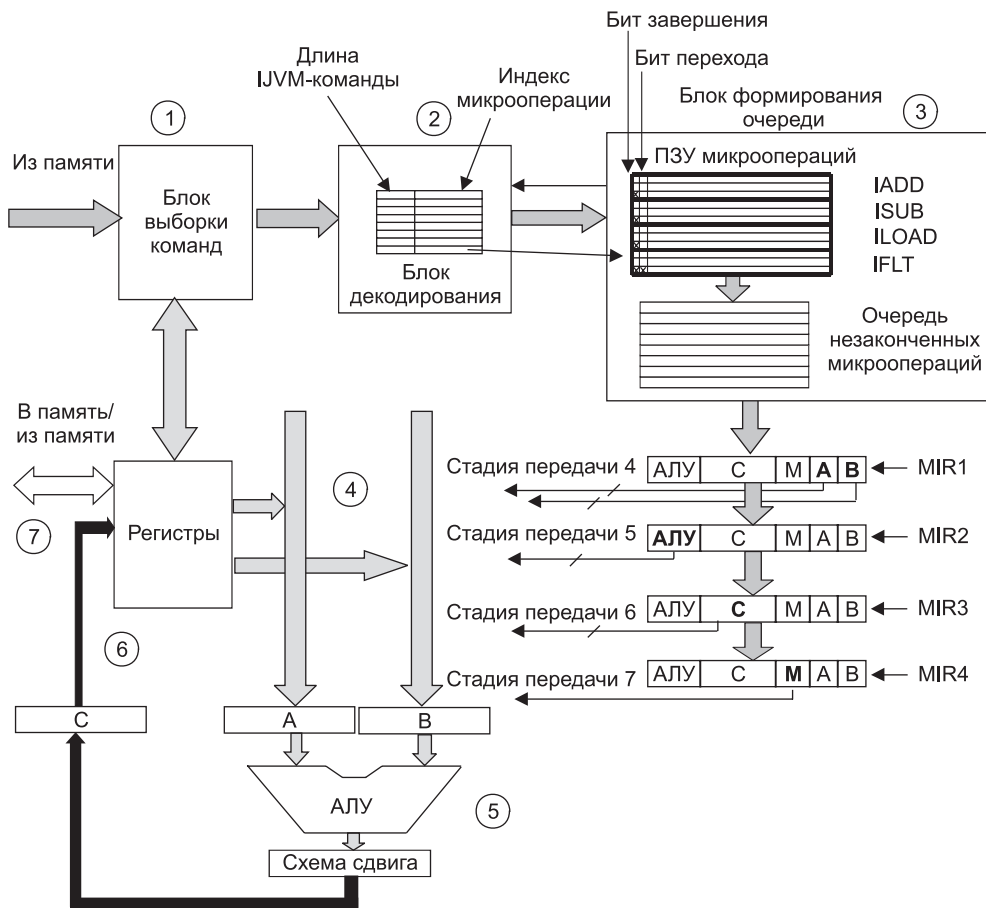 Бит завершения
Бит перехода
Длина
IJVM-команды
Индекс
микрооперации
Блок формирования
очереди
1
2
3
Из памяти
Блок
выборки
команд
Блок
декодирования
ПЗУ микроопераций
IADD
ISUB
ILOAD
IFLT
Очередь
незаконченных
микроопераций
В память/
из памяти
7
Регистры
4
6
Стадия передачи 4
АЛУ C М A B
MIR1
Стадия передачи 5
АЛУ C М A B
MIR2
Стадия передачи 6
АЛУ C М A B
MIR3
Стадия передачи 7
АЛУ C М A B
MIR4
C
A
B
АЛУ
5
Схема сдвига